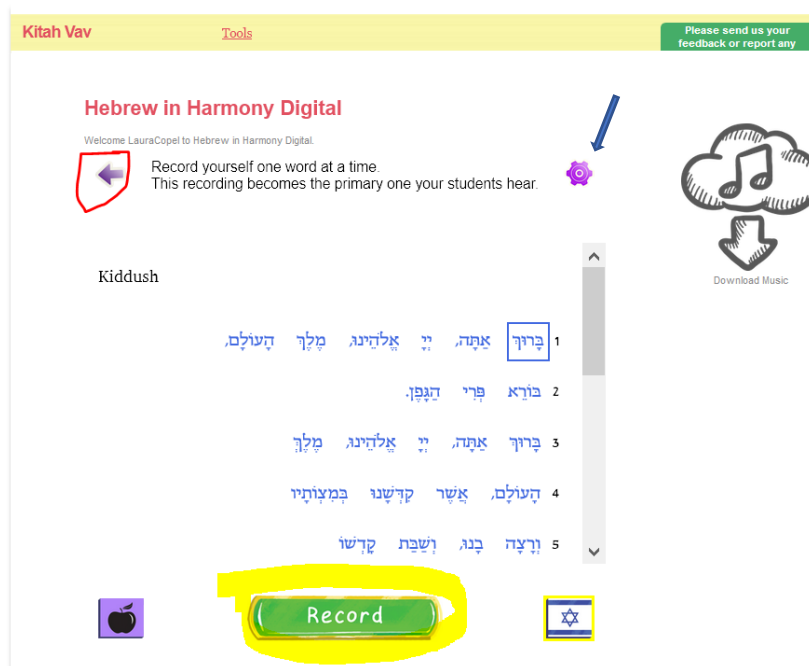 Kitah Vav
Tools
Please send us your
feedback or report any
Hebrew in Harmony Digital
Welcome LauraCopel to Hebrew in Harmony Digital.
Record yourself one word at a time.
This recording becomes the primary one your students hear.
Download Music
Kiddush
1 בָּרוּךְ אַתָּה, יְיָ אֱלֹהֵינוּ, מֶלֶךְ הָעוֹלָם,
2 בּוֹרֵא פְּרִי הַגָּפֶן.
3 בָּרוּךְ אַתָּה, יְיָ אֱלֹהֵינוּ, מֶלֶךְ
4 הָעוֹלָם, אֲשֶׁר קִדְּשָׁנוּ בְּמִצְוֹתָיו
5 וְרָצָה בָנוּ, וְשַׁבַּת קָדְשׁוֹ
Record